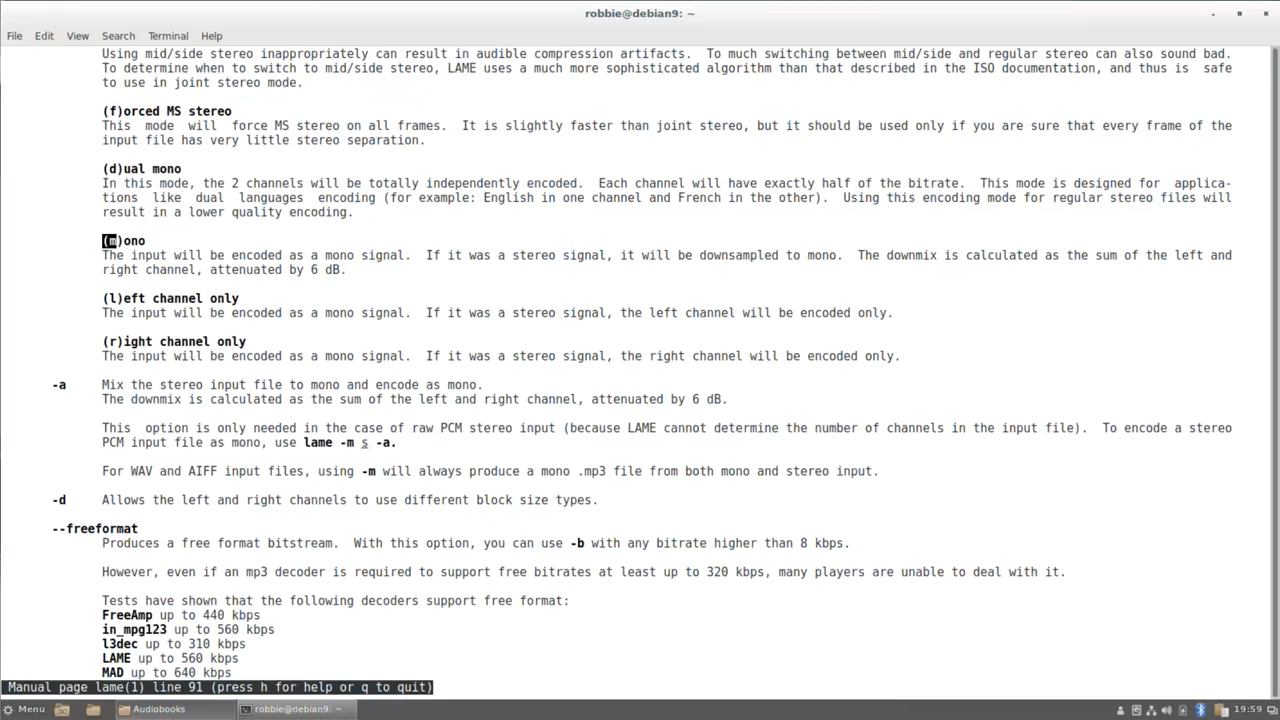 robbie@debian9: ~
File Edit View Search Terminal Help
Using mid/side stereo inappropriately can result in audible compression artifacts. To much switching between mid/side and regular stereo can also sound bad.
To determine when to switch to mid/side stereo, LAME uses a much more sophisticated algorithm than that described in the ISO documentation, and thus is safe
to use in joint stereo mode.
(f)orced MS stereo
This mode will force MS stereo on all frames. It is slightly faster than joint stereo, but it should be used only if you are sure that every frame of the
input file has very little stereo separation.
(d)ual mono
In this mode, the 2 channels will be totally independently encoded. Each channel will have exactly half of the bitrate. This mode is designed for applica-
tions like dual languages encoding (for example: English in one channel and French in the other). Using this encoding mode for regular stereo files will
result in a lower quality encoding.
(m)ono
The input will be encoded as a mono signal. If it was a stereo signal, it will be downsampled to mono. The downmix is calculated as the sum of the left and
right channel, attenuated by 6 dB.
(l)eft channel only
The input will be encoded as a mono signal. If it was a stereo signal, the left channel will be encoded only.
(r)ight channel only
The input will be encoded as a mono signal. If it was a stereo signal, the right channel will be encoded only.
-a Mix the stereo input file to mono and encode as mono.
The downmix is calculated as the sum of the left and right channel, attenuated by 6 dB.
This option is only needed in the case of raw PCM stereo input (because LAME cannot determine the number of channels in the input file). To encode a stereo
PCM input file as mono, use lame -m s -a.
For WAV and AIFF input files, using -m will always produce a mono .mp3 file from both mono and stereo input.
-d Allows the left and right channels to use different block size types.
--freeformat
Produces a free format bitstream. With this option, you can use -b with any bitrate higher than 8 kbps.
However, even if an mp3 decoder is required to support free bitrates at least up to 320 kbps, many players are unable to deal with it.
Tests have shown that the following decoders support free format:
FreeAmp up to 440 kbps
in_mpg123 up to 560 kbps
l3dec up to 310 kbps
LAME up to 560 kbps
MAD up to 640 kbps
Manual page lame(1) line 91 (press h for help or q to quit)
Menu Audiobooks robbie@debian9: ~ 19:59